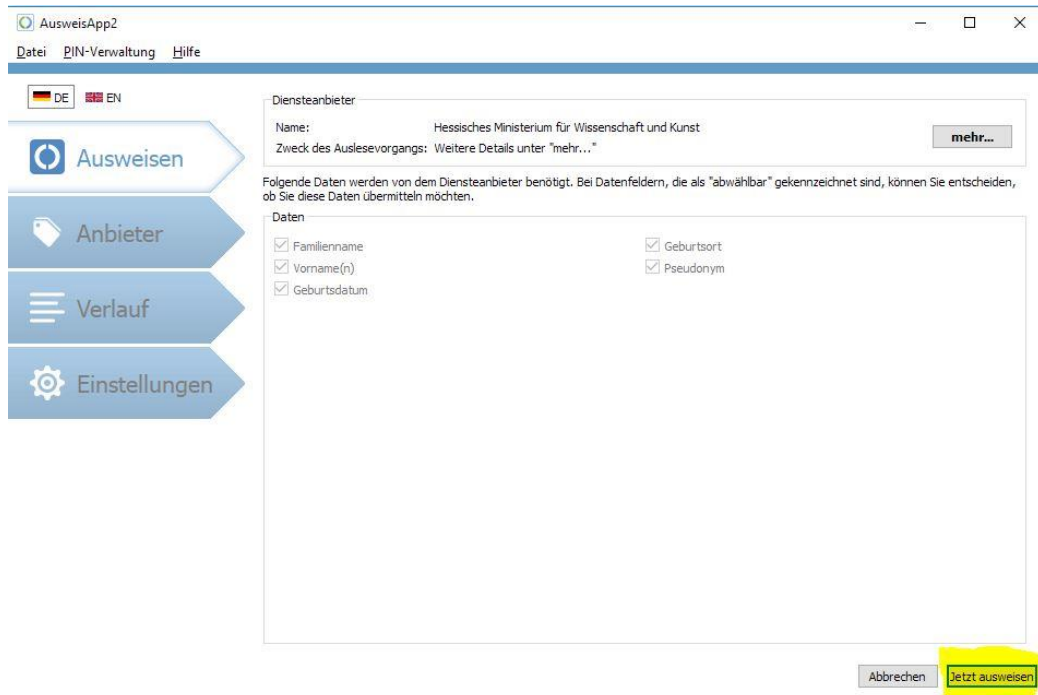 AusweisApp2
Datei PIN-Verwaltung Hilfe
DE EN
Ausweisen
Anbieter
Verlauf
Einstellungen
Diensteanbieter
Name: Hessisches Ministerium für Wissenschaft und Kunst
Zweck des Auslesevorgangs: Weitere Details unter "mehr..."
mehr...
Folgende Daten werden von dem Diensteanbieter benötigt. Bei Datenfeldern, die als "abwählbar" gekennzeichnet sind, können Sie entscheiden,
ob Sie diese Daten übermitteln möchten.
Daten
Familienname Geburtsort
Vorname(n) Pseudonym
Geburtsdatum
Abbrechen Jetzt ausweisen